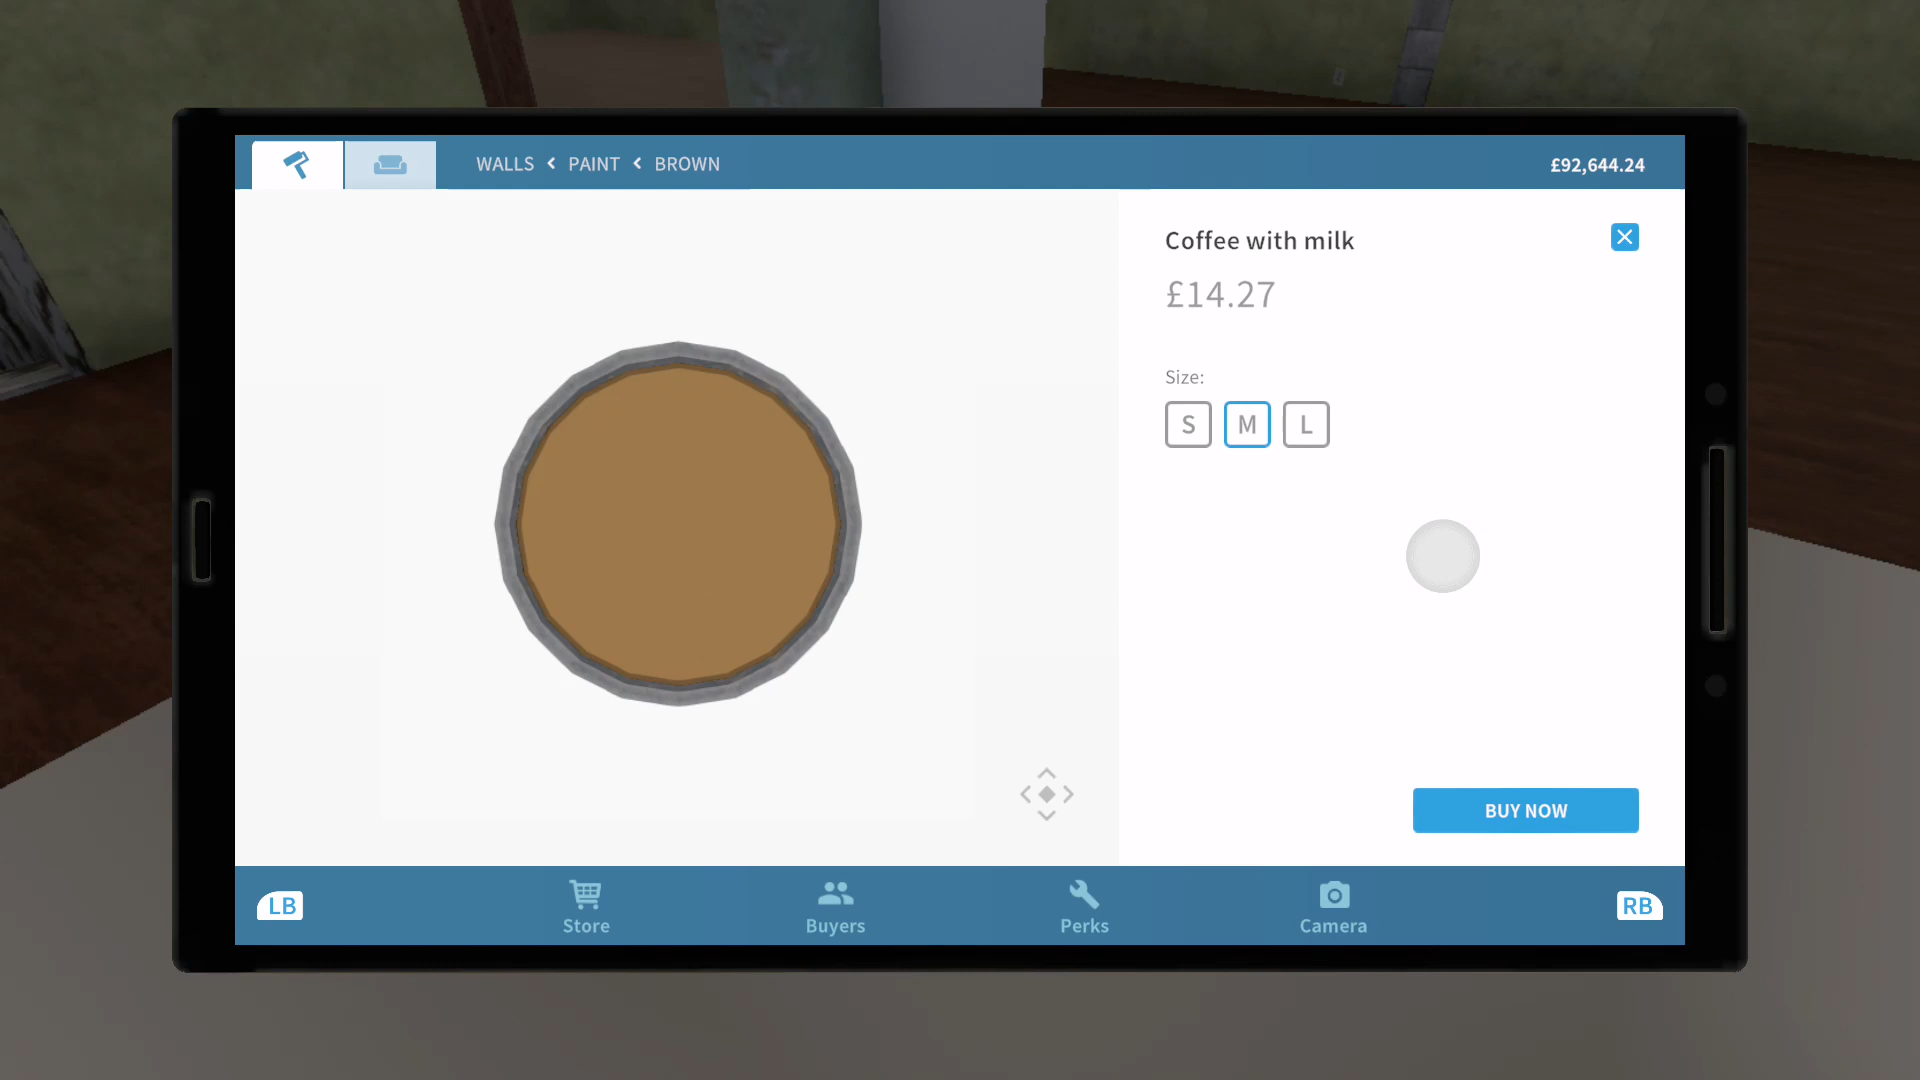 WALLS < PAINT < BROWN
£92,644.24
Coffee with milk
£14.27
Size:
S M L
BUY NOW
LB
Store
Buyers
Perks
Camera
RB